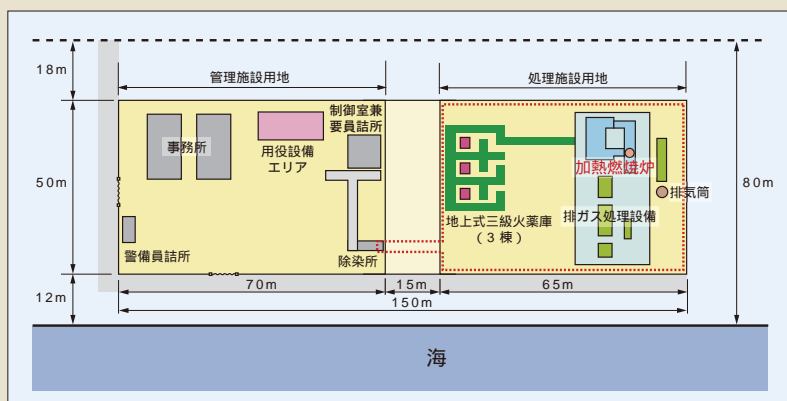 18m
管理施設用地
処理施設用地
制御室兼
要員詰所
事務所
用役設備
エリア
加熱燃焼炉
50m
80m
排気筒
地上式三級火薬庫
(3棟)
排ガス処理設備
警備員詰所
除染所
70m
15m
65m
12m
150m
海